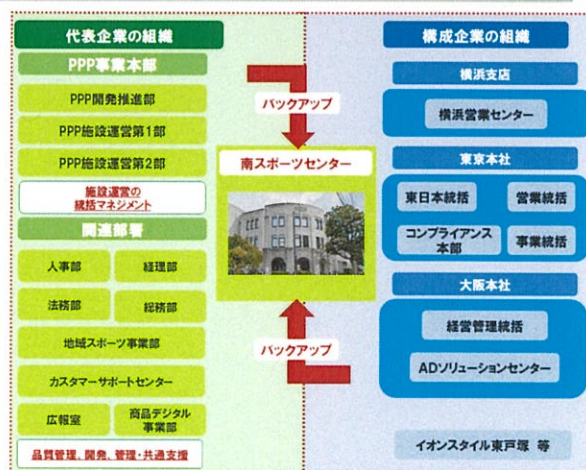 代表企業の組織
PPP事業本部
PPP開発推進部
PPP施設運営第1部
PPP施設運営第2部
施設運営の
統括マネジメント
関連部署
人事部
経理部
法務部
総務部
地域スポーツ事業部
カスタマーサポートセンター
広報室
商品デジタル
事業部
品質管理、開発、管理・共通支援
バックアップ
南スポーツセンター
バックアップ
構成企業の組織
横浜支店
横浜営業センター
東京本社
東日本統括
営業統括
コンプライアンス
本部
事業統括
大阪本社
経営管理統括
ADソリューションセンター
イオンスタイル東戸塚 等